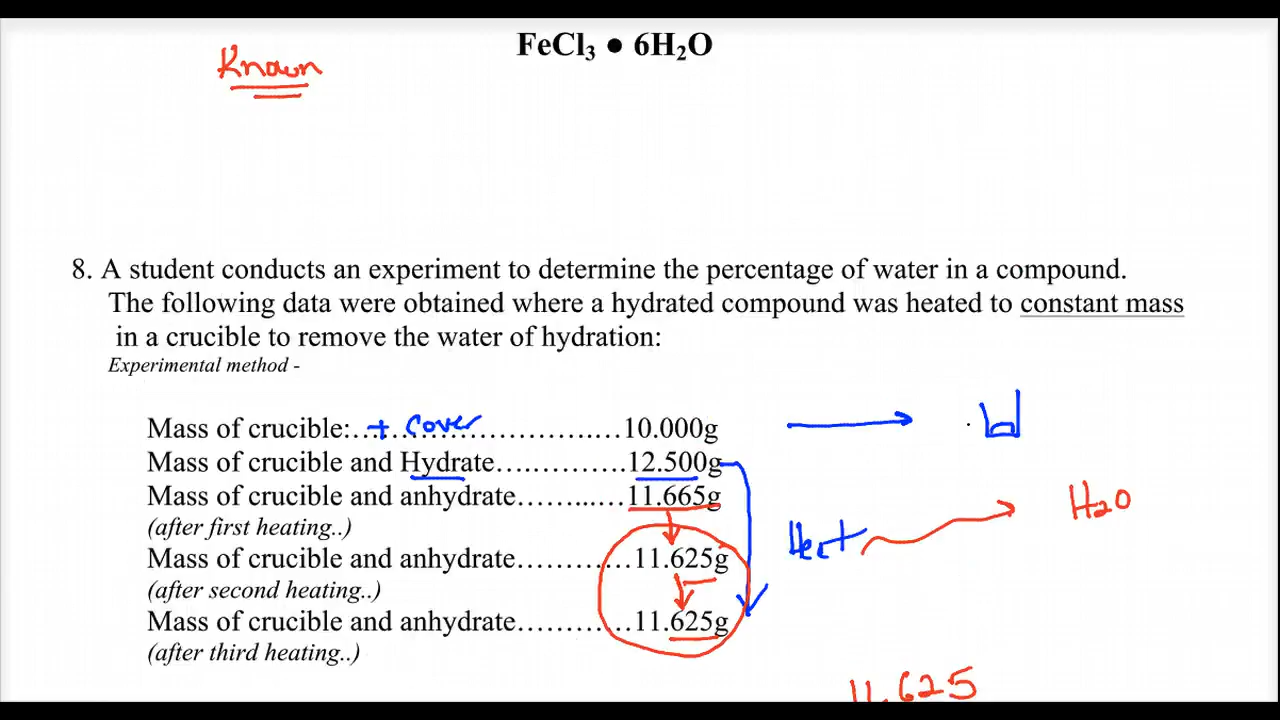 FeCl₃ ● 6H₂O
Known
8. A student conducts an experiment to determine the percentage of water in a compound.
The following data were obtained where a hydrated compound was heated to constant mass
in a crucible to remove the water of hydration:
Experimental method -
Mass of crucible:…+ cover……………………10.000g
Mass of crucible and Hydrate….………….12.500g
Mass of crucible and anhydrate……...……11.665g
H₂O
(after first heating..)
Heat
Mass of crucible and anhydrate………….11.625g
(after second heating..)
Mass of crucible and anhydrate………….11.625g
(after third heating..)
11.625